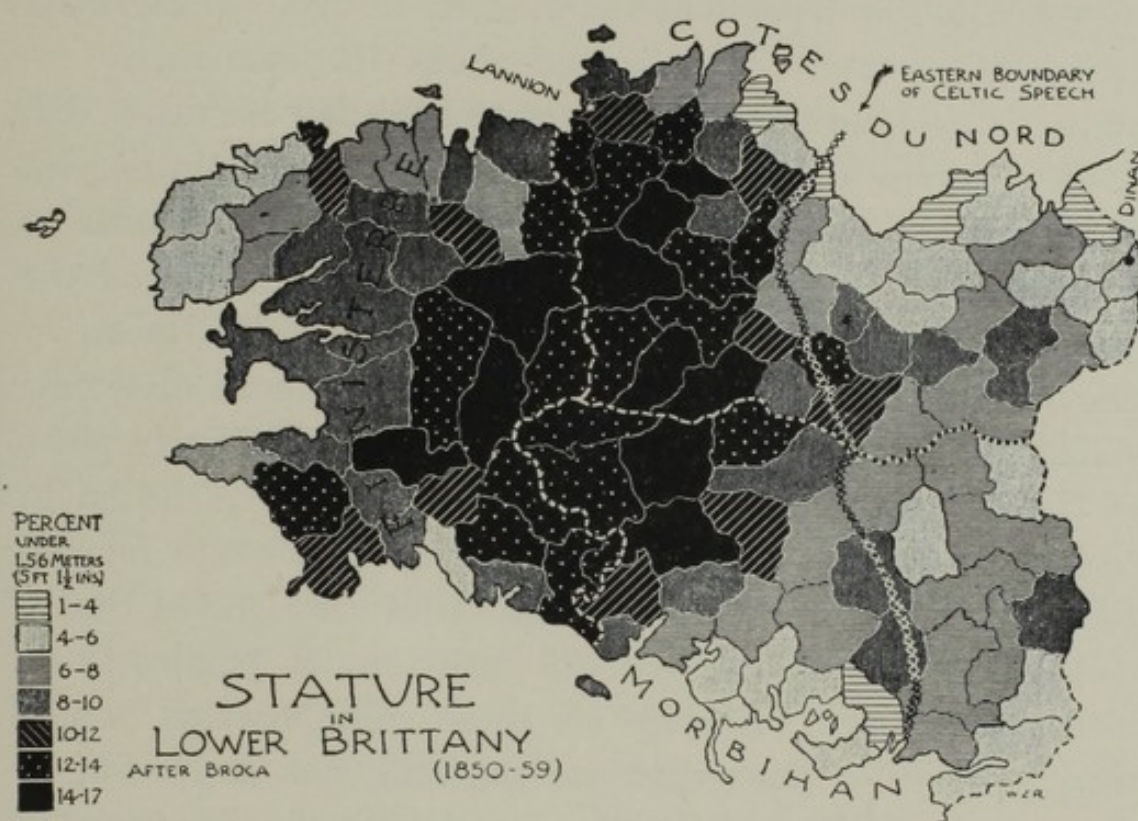 COTES DU NORD
LANNION
EASTERN BOUNDARY
OF CELTIC SPEECH
DINAN
FINISTERE
MORBIHAN
PERCENT
UNDER
1.56 METERS
(5 FT 1½ INS)
1-4
4-6
6-8
8-10
10-12
12-14
14-17
STATURE
IN
LOWER BRITTANY
AFTER BROCA (1850-59)